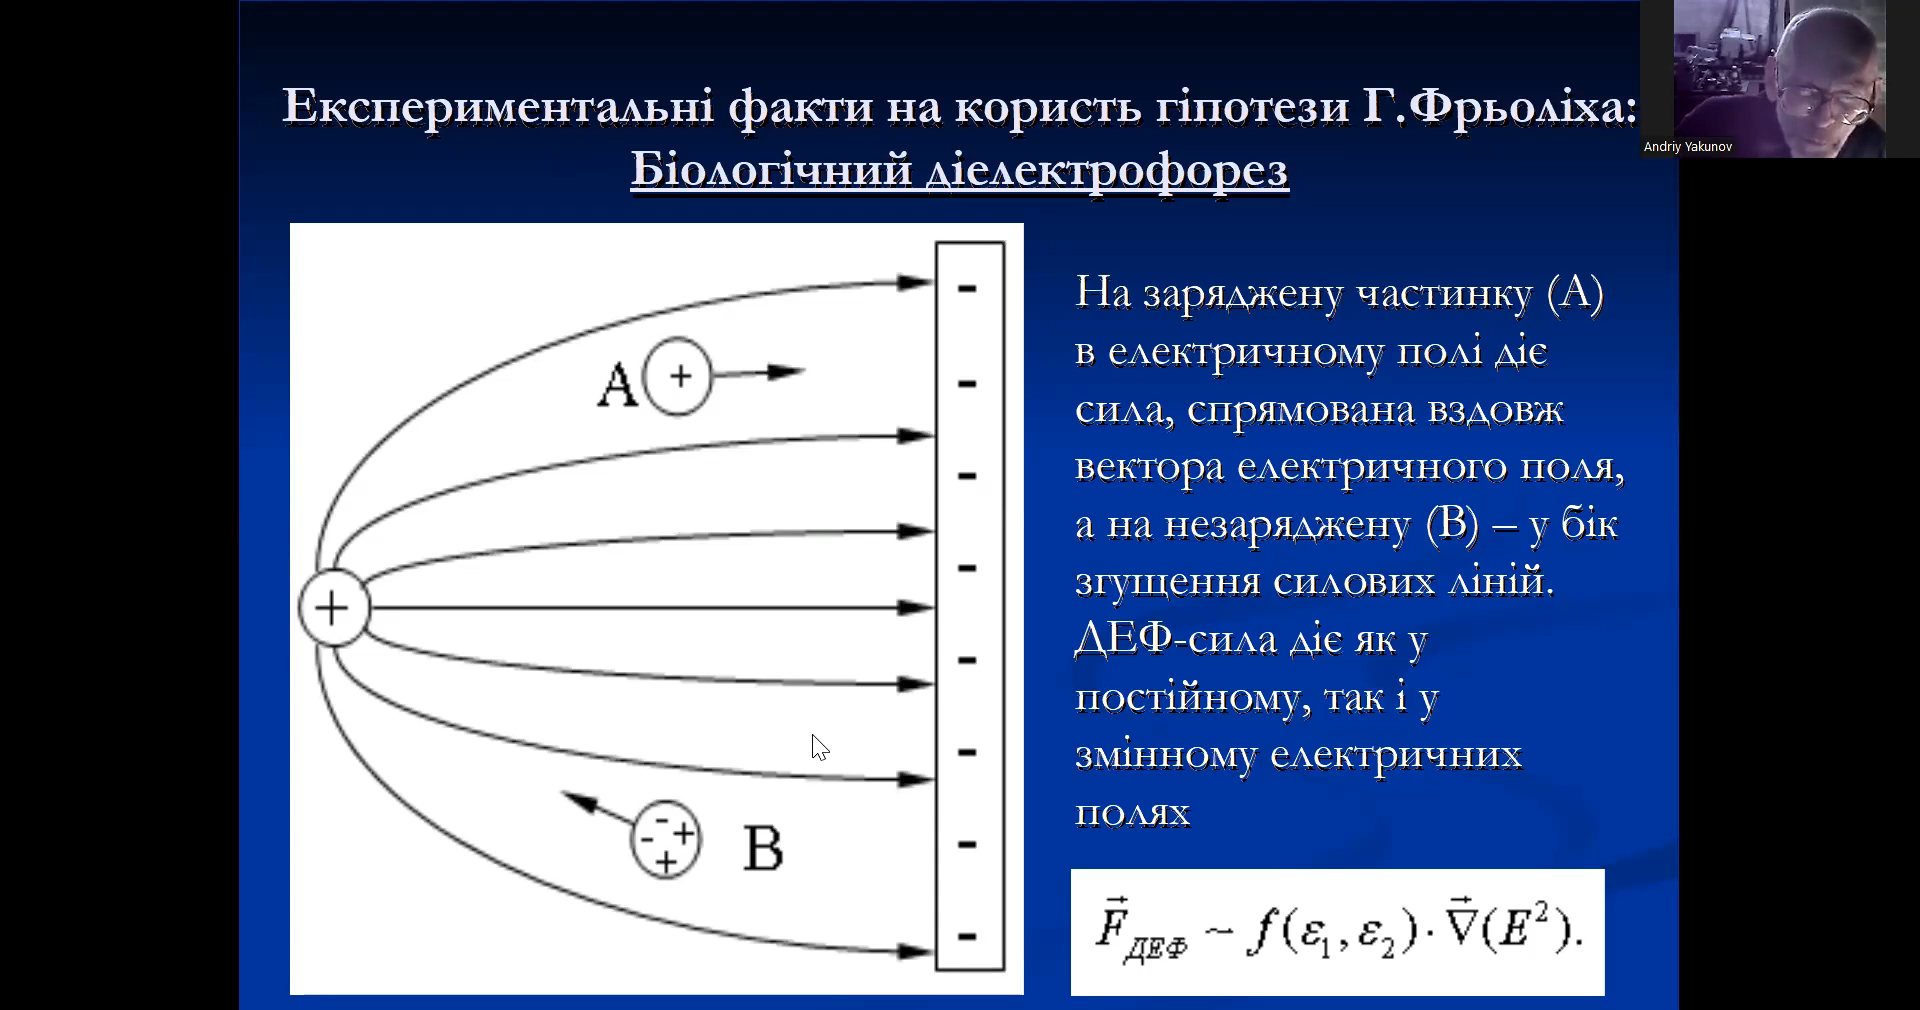 Експериментальні факти на користь гіпотези Г.Фрьоліха:
Біологічний діелектрофорез
Andriy Yakunov
A
+
+
B
- +
- +
-
-
-
-
-
-
-
-
На заряджену частинку (А)
в електричному полі діє
сила, спрямована вздовж
вектора електричного поля,
а на незаряджену (В) – у бік
згущення силових ліній.
ДЕФ-сила діє як у
постійному, так і у
змінному електричних
полях
F⃗ДЕФ ~ f(ε₁, ε₂)·∇⃗(E²).